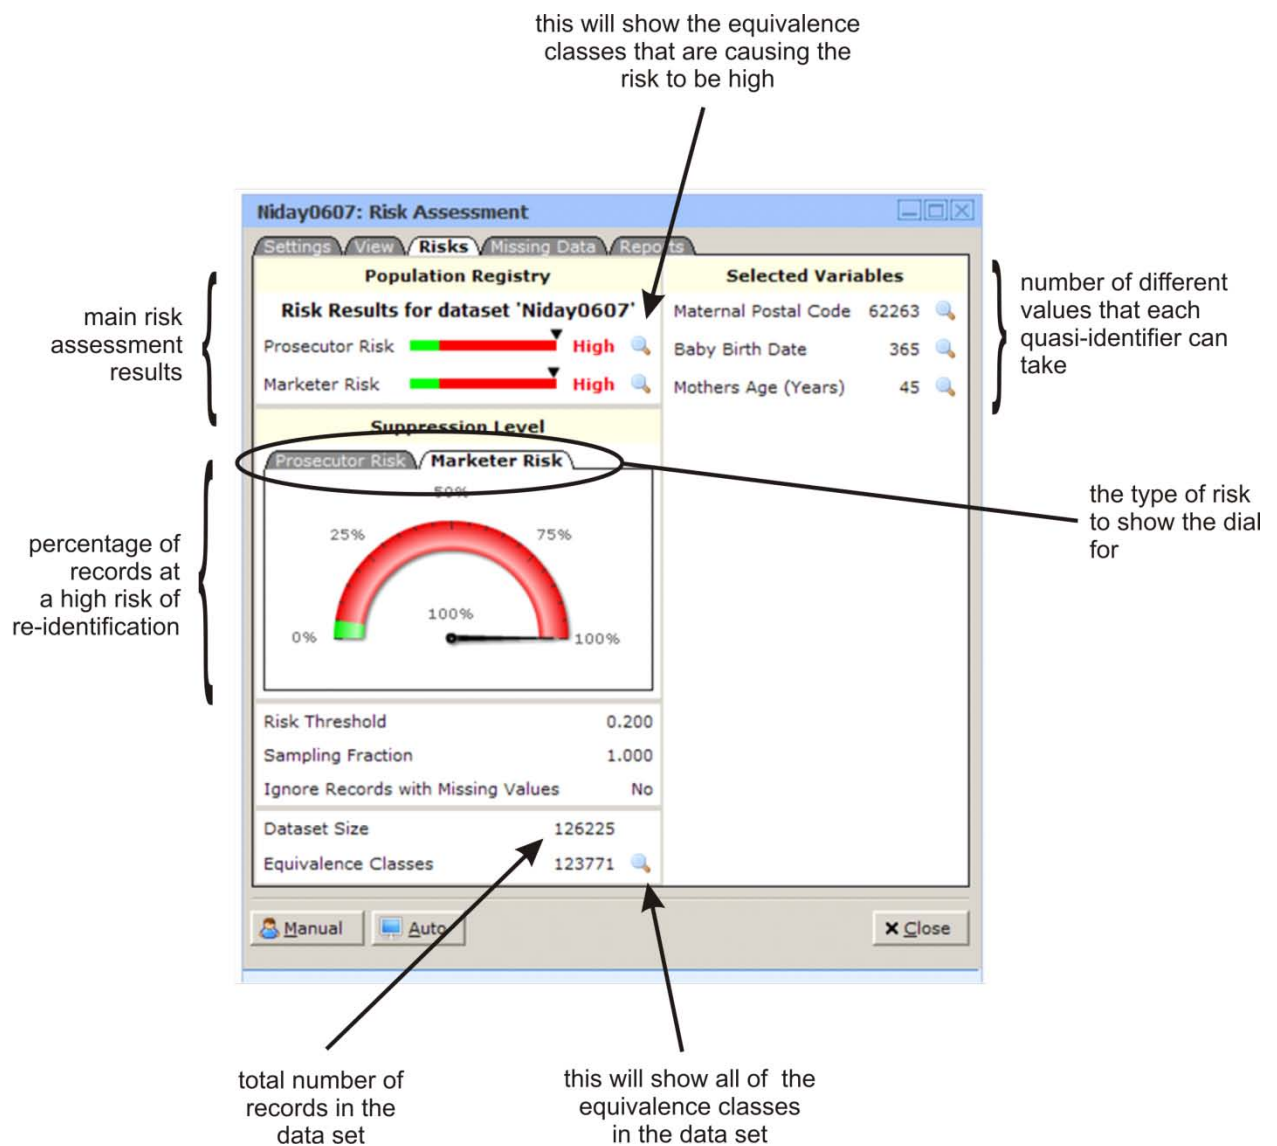 this will show the equivalence
classes that are causing the
risk to be high
Niday0607: Risk Assessment
Settings View Risks Missing Data Reports
Population Registry
Risk Results for dataset 'Niday0607'
Prosecutor Risk High
Marketer Risk High
Selected Variables
Maternal Postal Code 62263
Baby Birth Date 365
Mothers Age (Years) 45
main risk
assessment
results
number of different
values that each
quasi-identifier can
take
Suppression Level
Prosecutor Risk Marketer Risk
50%
25% 75%
100%
0% 100%
percentage of
records at
a high risk of
re-identification
the type of risk
to show the dial
for
Risk Threshold 0.200
Sampling Fraction 1.000
Ignore Records with Missing Values No
Dataset Size 126225
Equivalence Classes 123771
Manual Auto Close
total number of
records in the
data set
this will show all of the
equivalence classes
in the data set